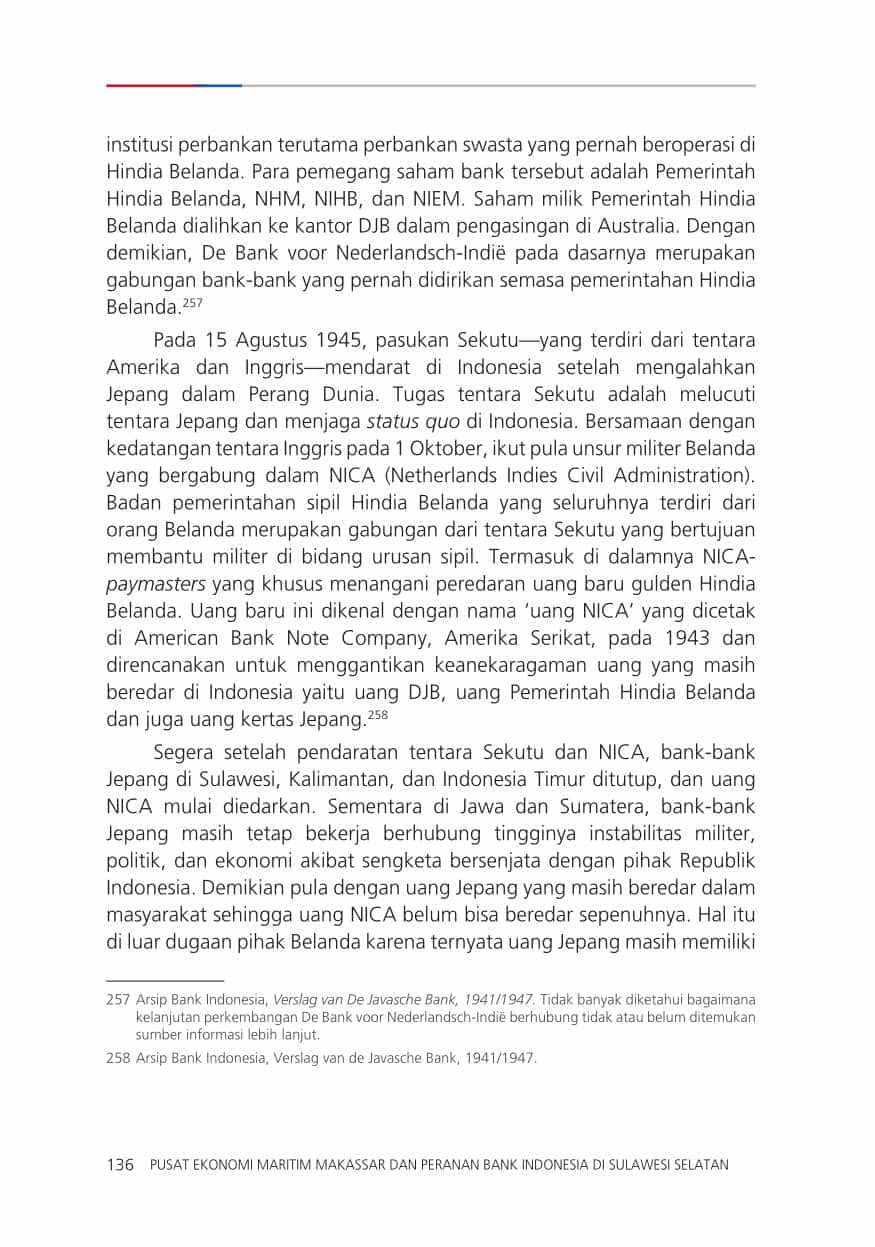 institusi perbankan terutama perbankan swasta yang pernah beroperasi di
Hindia Belanda. Para pemegang saham bank tersebut adalah Pemerintah
Hindia Belanda, NHM, NIHB, dan NIEM. Saham milik Pemerintah Hindia
Belanda dialihkan ke kantor DJB dalam pengasingan di Australia. Dengan
demikian, De Bank voor Nederlandsch-Indië pada dasarnya merupakan
gabungan bank-bank yang pernah didirikan semasa pemerintahan Hindia
Belanda.257
Pada 15 Agustus 1945, pasukan Sekutu—yang terdiri dari tentara
Amerika dan Inggris—mendarat di Indonesia setelah mengalahkan
Jepang dalam Perang Dunia. Tugas tentara Sekutu adalah melucuti
tentara Jepang dan menjaga status quo di Indonesia. Bersamaan dengan
kedatangan tentara Inggris pada 1 Oktober, ikut pula unsur militer Belanda
yang bergabung dalam NICA (Netherlands Indies Civil Administration).
Badan pemerintahan sipil Hindia Belanda yang seluruhnya terdiri dari
orang Belanda merupakan gabungan dari tentara Sekutu yang bertujuan
membantu militer di bidang urusan sipil. Termasuk di dalamnya NICA-
paymasters yang khusus menangani peredaran uang baru gulden Hindia
Belanda. Uang baru ini dikenal dengan nama ‘uang NICA’ yang dicetak
di American Bank Note Company, Amerika Serikat, pada 1943 dan
direncanakan untuk menggantikan keanekaragaman uang yang masih
beredar di Indonesia yaitu uang DJB, uang Pemerintah Hindia Belanda
dan juga uang kertas Jepang.258
Segera setelah pendaratan tentara Sekutu dan NICA, bank-bank
Jepang di Sulawesi, Kalimantan, dan Indonesia Timur ditutup, dan uang
NICA mulai diedarkan. Sementara di Jawa dan Sumatera, bank-bank
Jepang masih tetap bekerja berhubung tingginya instabilitas militer,
politik, dan ekonomi akibat sengketa bersenjata dengan pihak Republik
Indonesia. Demikian pula dengan uang Jepang yang masih beredar dalam
masyarakat sehingga uang NICA belum bisa beredar sepenuhnya. Hal itu
di luar dugaan pihak Belanda karena ternyata uang Jepang masih memiliki
257 Arsip Bank Indonesia, Verslag van De Javasche Bank, 1941/1947. Tidak banyak diketahui bagaimana
kelanjutan perkembangan De Bank voor Nederlandsch-Indië berhubung tidak atau belum ditemukan
sumber informasi lebih lanjut.
258 Arsip Bank Indonesia, Verslag van de Javasche Bank, 1941/1947.
136 PUSAT EKONOMI MARITIM MAKASSAR DAN PERANAN BANK INDONESIA DI SULAWESI SELATAN